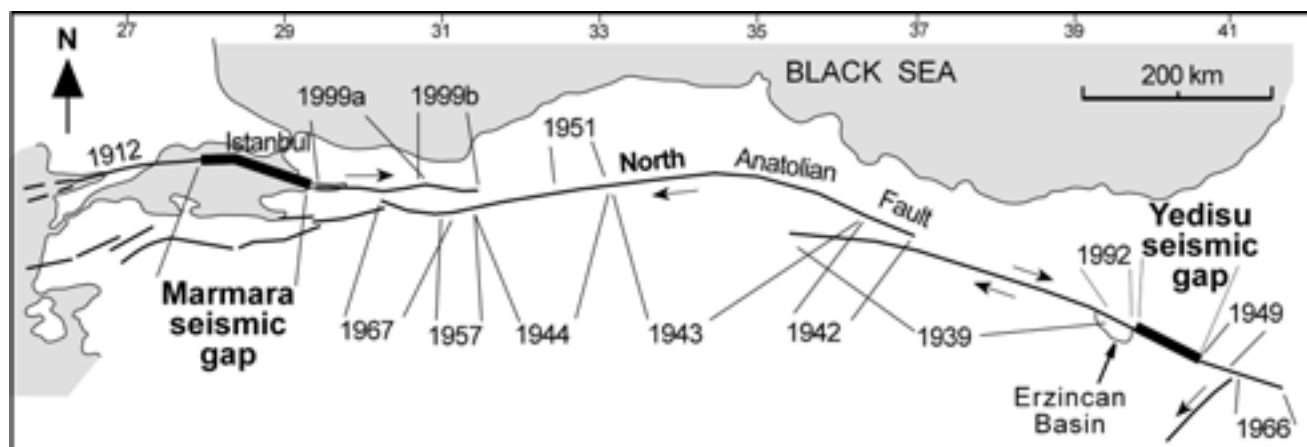 27 29 31 33 35 37 39 41
N
BLACK SEA
200 km
1999a 1999b
1912
Istanbul
1951
North Anatolian Fault
Yedisu
seismic
gap
1992
Marmara
seismic
gap
1967
1957
1944
1943
1942
1939
1949
Erzincan
Basin
1966